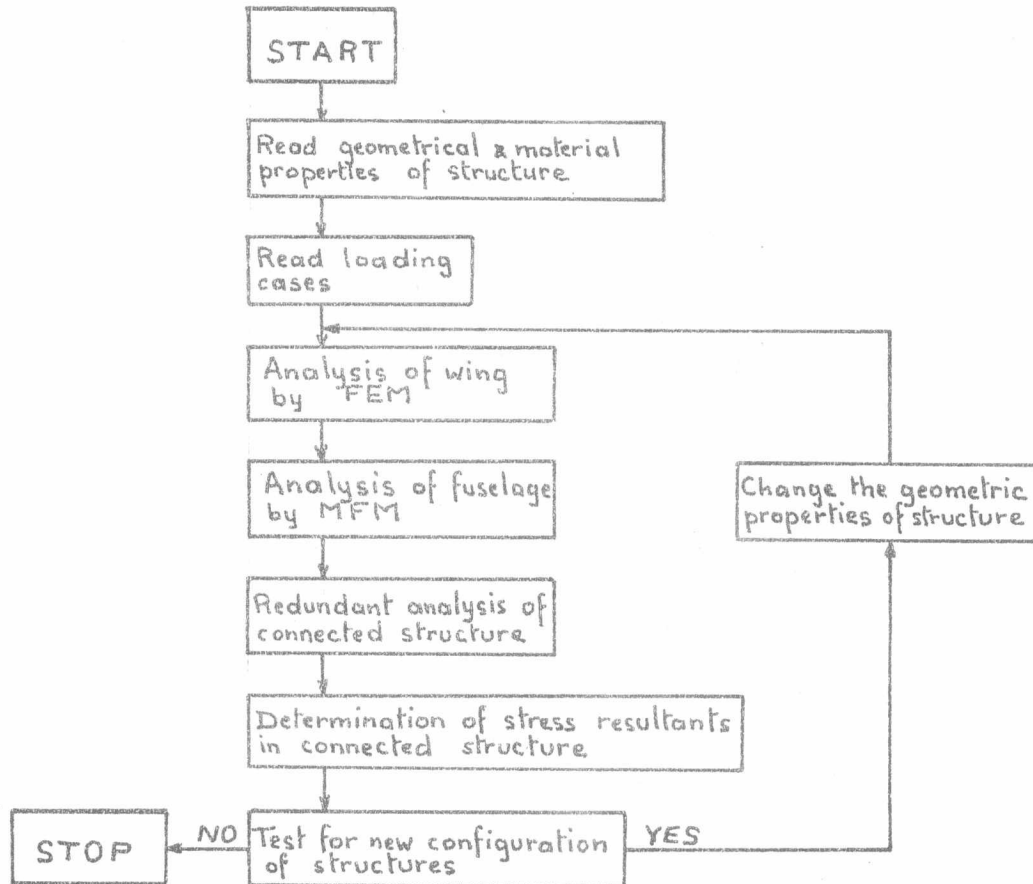 START
Read geometrical & material
properties of structure
Read loading
cases
Analysis of wing
by FEM
Analysis of fuselage
by MFM
Change the geometric
properties of structure
Redundant analysis of
connected structure
Determination of stress resultants
in connected structure
STOP
NO
Test for new configuration
of structures
YES